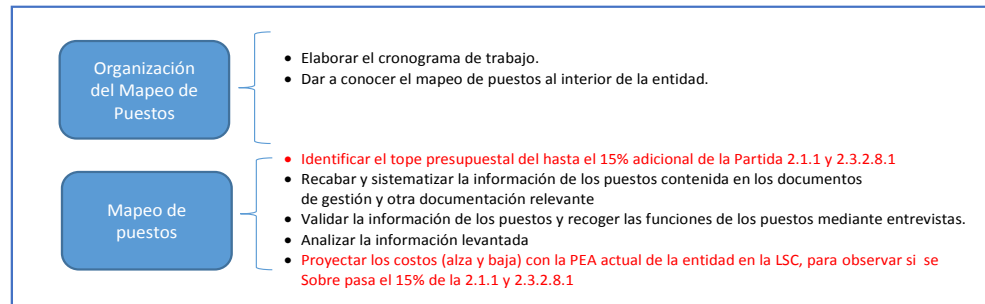 Organización
del Mapeo de
Puestos
• Elaborar el cronograma de trabajo.
• Dar a conocer el mapeo de puestos al interior de la entidad.
Mapeo de
puestos
• Identificar el tope presupuestal del hasta el 15% adicional de la Partida 2.1.1 y 2.3.2.8.1
• Recabar y sistematizar la información de los puestos contenida en los documentos
de gestión y otra documentación relevante
• Validar la información de los puestos y recoger las funciones de los puestos mediante entrevistas.
• Analizar la información levantada
• Proyectar los costos (alza y baja) con la PEA actual de la entidad en la LSC, para observar si se
Sobre pasa el 15% de la 2.1.1 y 2.3.2.8.1